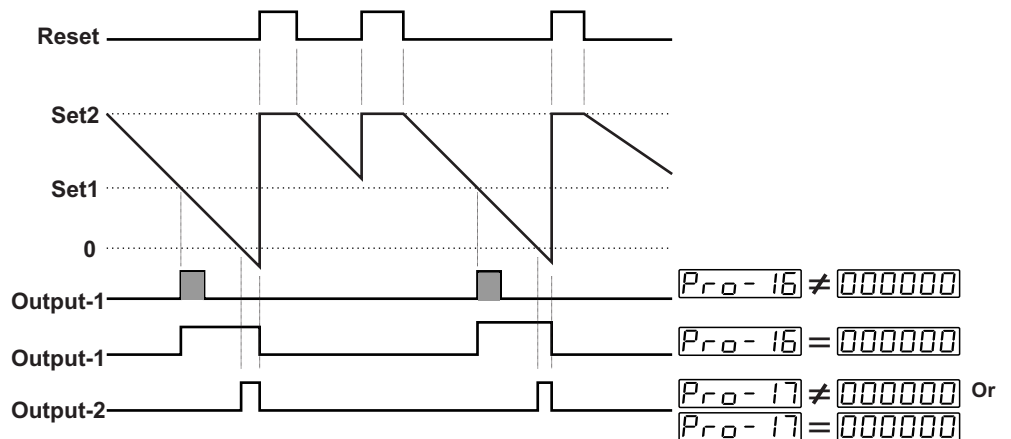 Reset
Set2
Set1
0
Output-1
Pro-16 ≠ 000000
Output-1
Pro-16 = 000000
Output-2
Pro-17 ≠ 000000 Or
Pro-17 = 000000